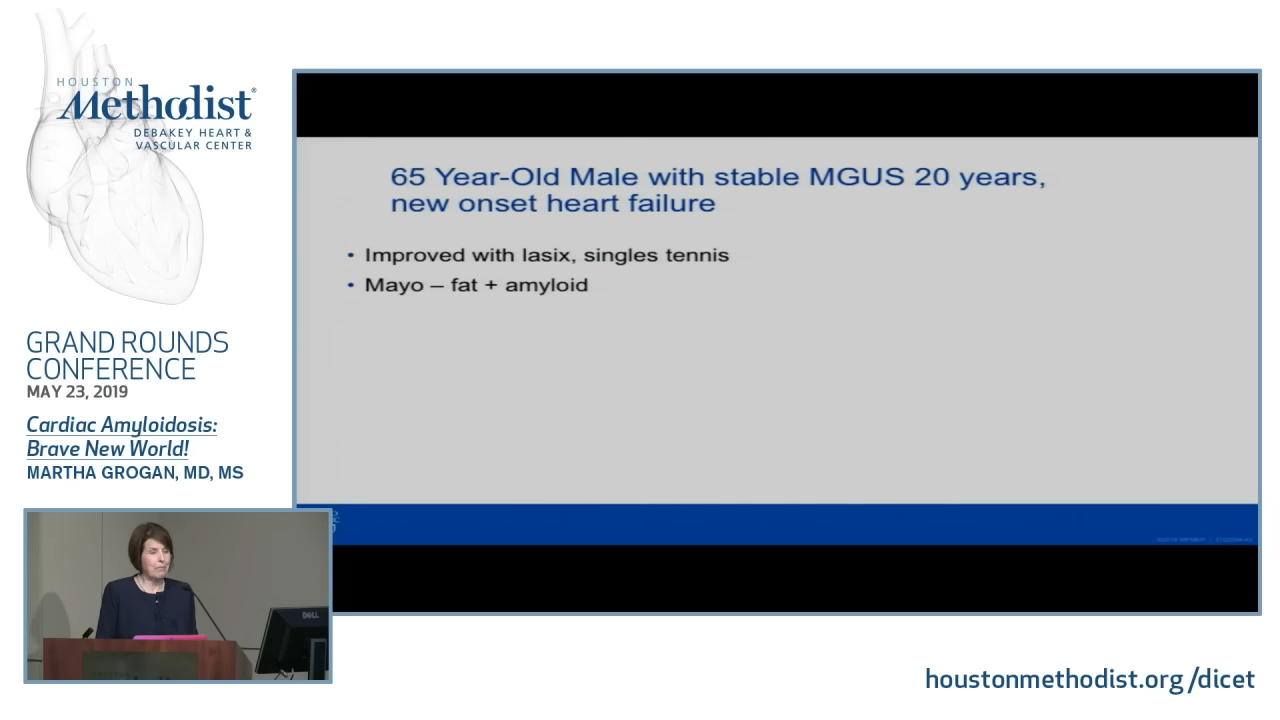 HOUSTON
Methodist®
DEBAKEY HEART &
VASCULAR CENTER
GRAND ROUNDS
CONFERENCE
MAY 23, 2019
Cardiac Amyloidosis:
Brave New World!
MARTHA GROGAN, MD, MS
65 Year-Old Male with stable MGUS 20 years,
new onset heart failure
• Improved with lasix, singles tennis
• Mayo – fat + amyloid
DELL
houstonmethodist.org/dicet